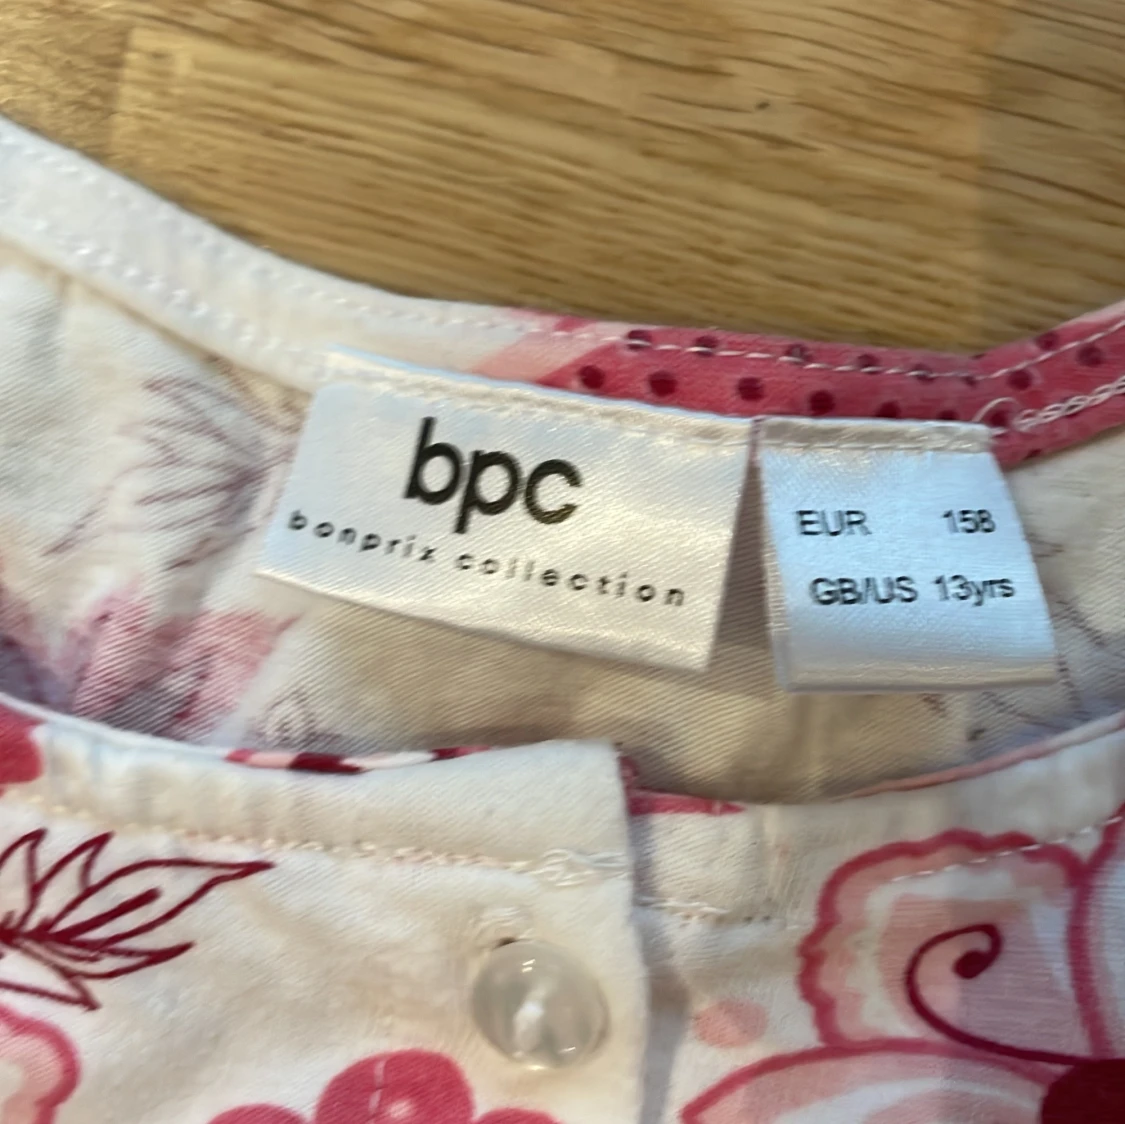 bpc
bonprix collection
EUR 158
GB/US 13yrs